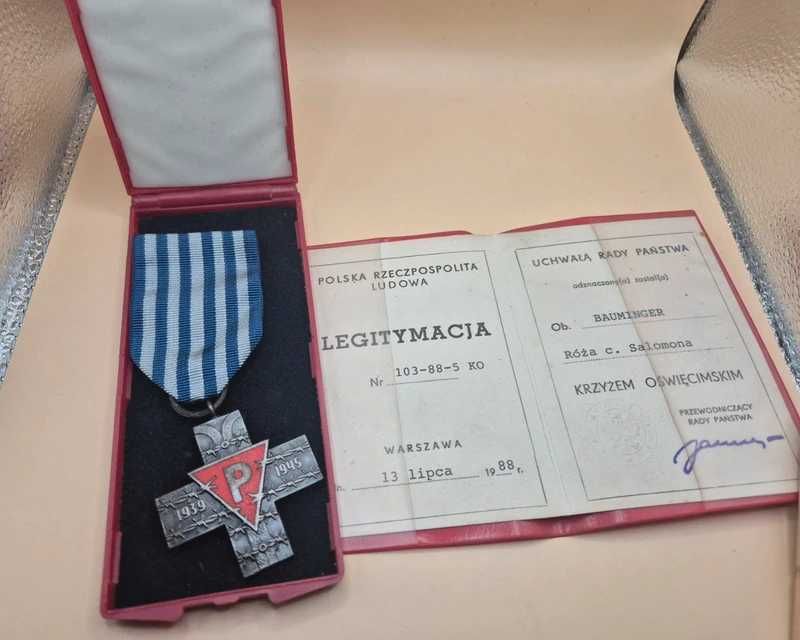 P
1939
1945
POLSKA RZECZPOSPOLITA
LUDOWA
LEGITYMACJA
Nr 103-88-5 KO
WARSZAWA
13 lipca 1988 r.
UCHWAŁĄ RADY PAŃSTWA
odznaczony(a) został(a)
Ob. BAUMINGER
Róża c. Salomona
KRZYŻEM OŚWIĘCIMSKIM
PRZEWODNICZĄCY
RADY PAŃSTWA